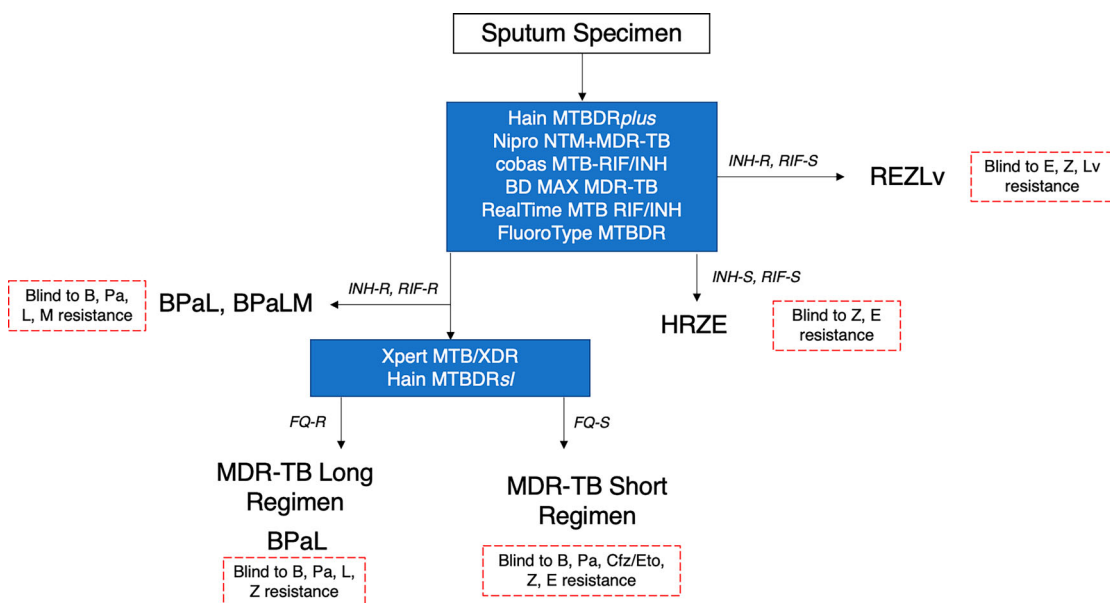 Sputum Specimen
Hain MTBDRplus
Nipro NTM+MDR-TB
cobas MTB-RIF/INH
BD MAX MDR-TB
RealTime MTB RIF/INH
FluoroType MTBDR
INH-R, RIF-S
REZLv
Blind to E, Z, Lv
resistance
INH-R, RIF-R
BPaL, BPaLM
Blind to B, Pa,
L, M resistance
INH-S, RIF-S
HRZE
Blind to Z, E
resistance
Xpert MTB/XDR
Hain MTBDRsl
FQ-R
FQ-S
MDR-TB Long
Regimen
BPaL
Blind to B, Pa, L,
Z resistance
MDR-TB Short
Regimen
Blind to B, Pa, Cfz/Eto,
Z, E resistance